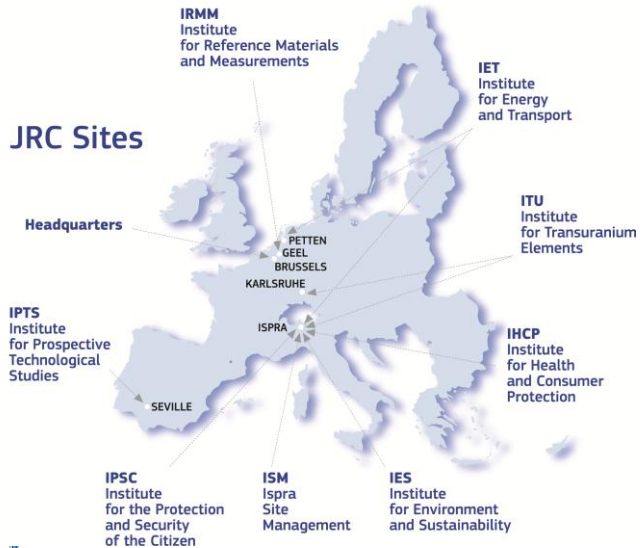 IRMM
Institute
for Reference Materials
and Measurements
IET
Institute
for Energy
and Transport
JRC Sites
ITU
Institute
for Transuranium
Elements
Headquarters
PETTEN
GEEL
BRUSSELS
KARLSRUHE
IPTS
Institute
for Prospective
Technological
Studies
ISPRA
IHCP
Institute
for Health
and Consumer
Protection
SEVILLE
IPSC
Institute
for the Protection
and Security
of the Citizen
ISM
Ispra
Site
Management
IES
Institute
for Environment
and Sustainability